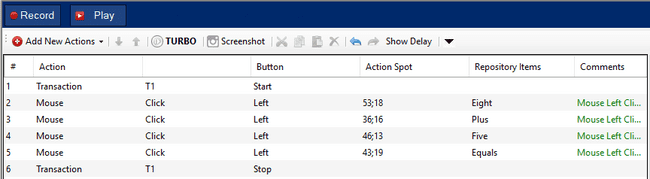 Record Play
Add New Actions TURBO Screenshot Show Delay
# Action Button Action Spot Repository Items Comments
1 Transaction T1 Start
2 Mouse Click Left 53;18 Eight Mouse Left Cli...
3 Mouse Click Left 36;16 Plus Mouse Left Cli...
4 Mouse Click Left 46;13 Five Mouse Left Cli...
5 Mouse Click Left 43;19 Equals Mouse Left Cli...
6 Transaction T1 Stop